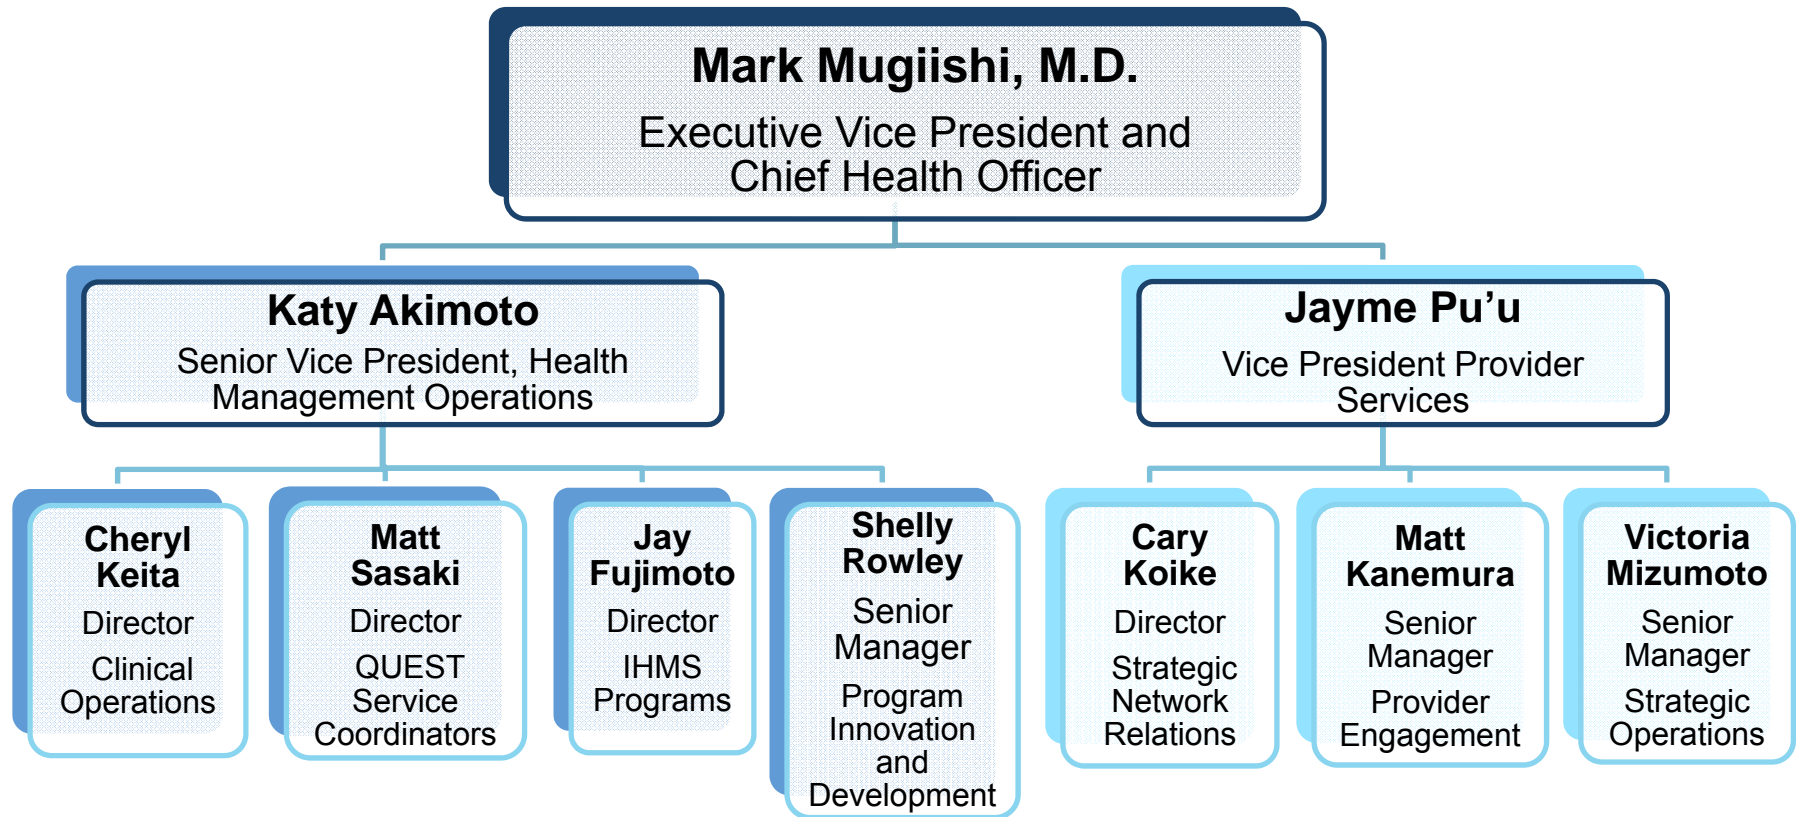 Mark Mugiishi, M.D.
Executive Vice President and
Chief Health Officer
Katy Akimoto
Senior Vice President, Health
Management Operations
Jayme Pu’u
Vice President Provider
Services
Cheryl
Keita
Director
Clinical
Operations
Matt
Sasaki
Director
QUEST
Service
Coordinators
Jay
Fujimoto
Director
IHMS
Programs
Shelly
Rowley
Senior
Manager
Program
Innovation
and
Development
Cary
Koike
Director
Strategic
Network
Relations
Matt
Kanemura
Senior
Manager
Provider
Engagement
Victoria
Mizumoto
Senior
Manager
Strategic
Operations